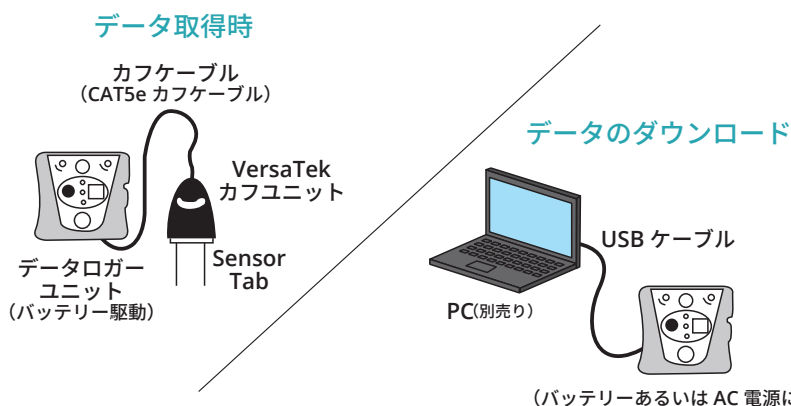 データ取得時
カフケーブル
（CAT5e カフケーブル）
VersaTek
カフユニット
データロガー
ユニット
（バッテリー駆動）
Sensor
Tab
データのダウンロード
USB ケーブル
PC(別売り）
（バッテリーあるいは AC 電源に